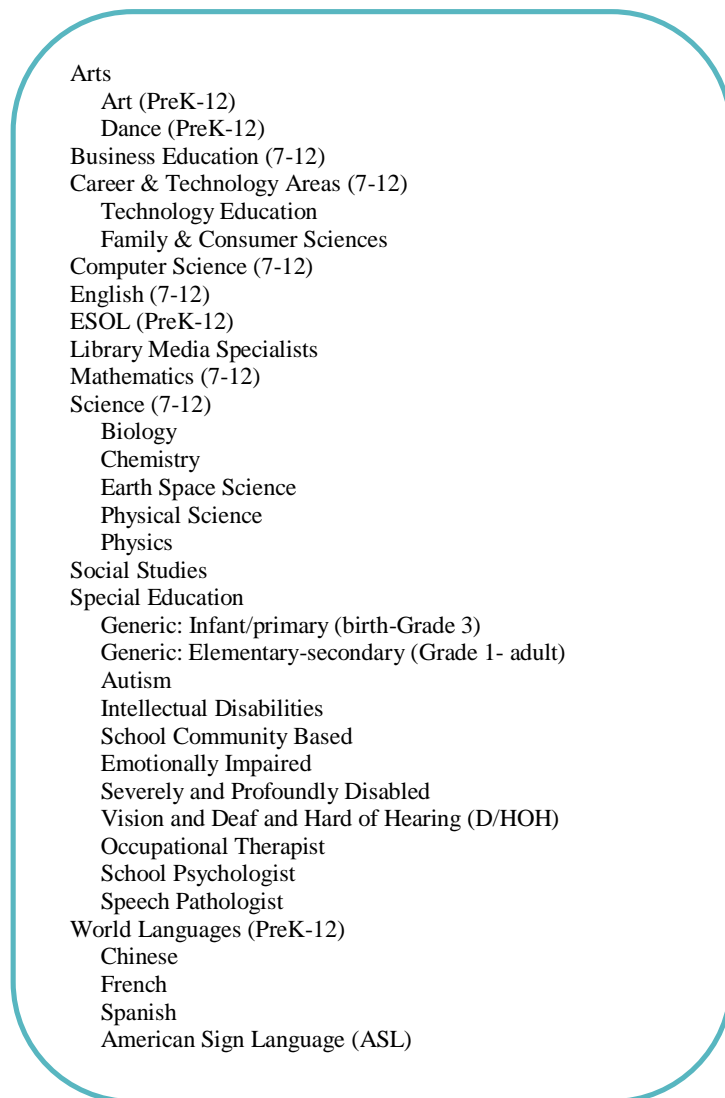 Arts
Art (PreK-12)
Dance (PreK-12)
Business Education (7-12)
Career & Technology Areas (7-12)
Technology Education
Family & Consumer Sciences
Computer Science (7-12)
English (7-12)
ESOL (PreK-12)
Library Media Specialists
Mathematics (7-12)
Science (7-12)
Biology
Chemistry
Earth Space Science
Physical Science
Physics
Social Studies
Special Education
Generic: Infant/primary (birth-Grade 3)
Generic: Elementary-secondary (Grade 1- adult)
Autism
Intellectual Disabilities
School Community Based
Emotionally Impaired
Severely and Profoundly Disabled
Vision and Deaf and Hard of Hearing (D/HOH)
Occupational Therapist
School Psychologist
Speech Pathologist
World Languages (PreK-12)
Chinese
French
Spanish
American Sign Language (ASL)